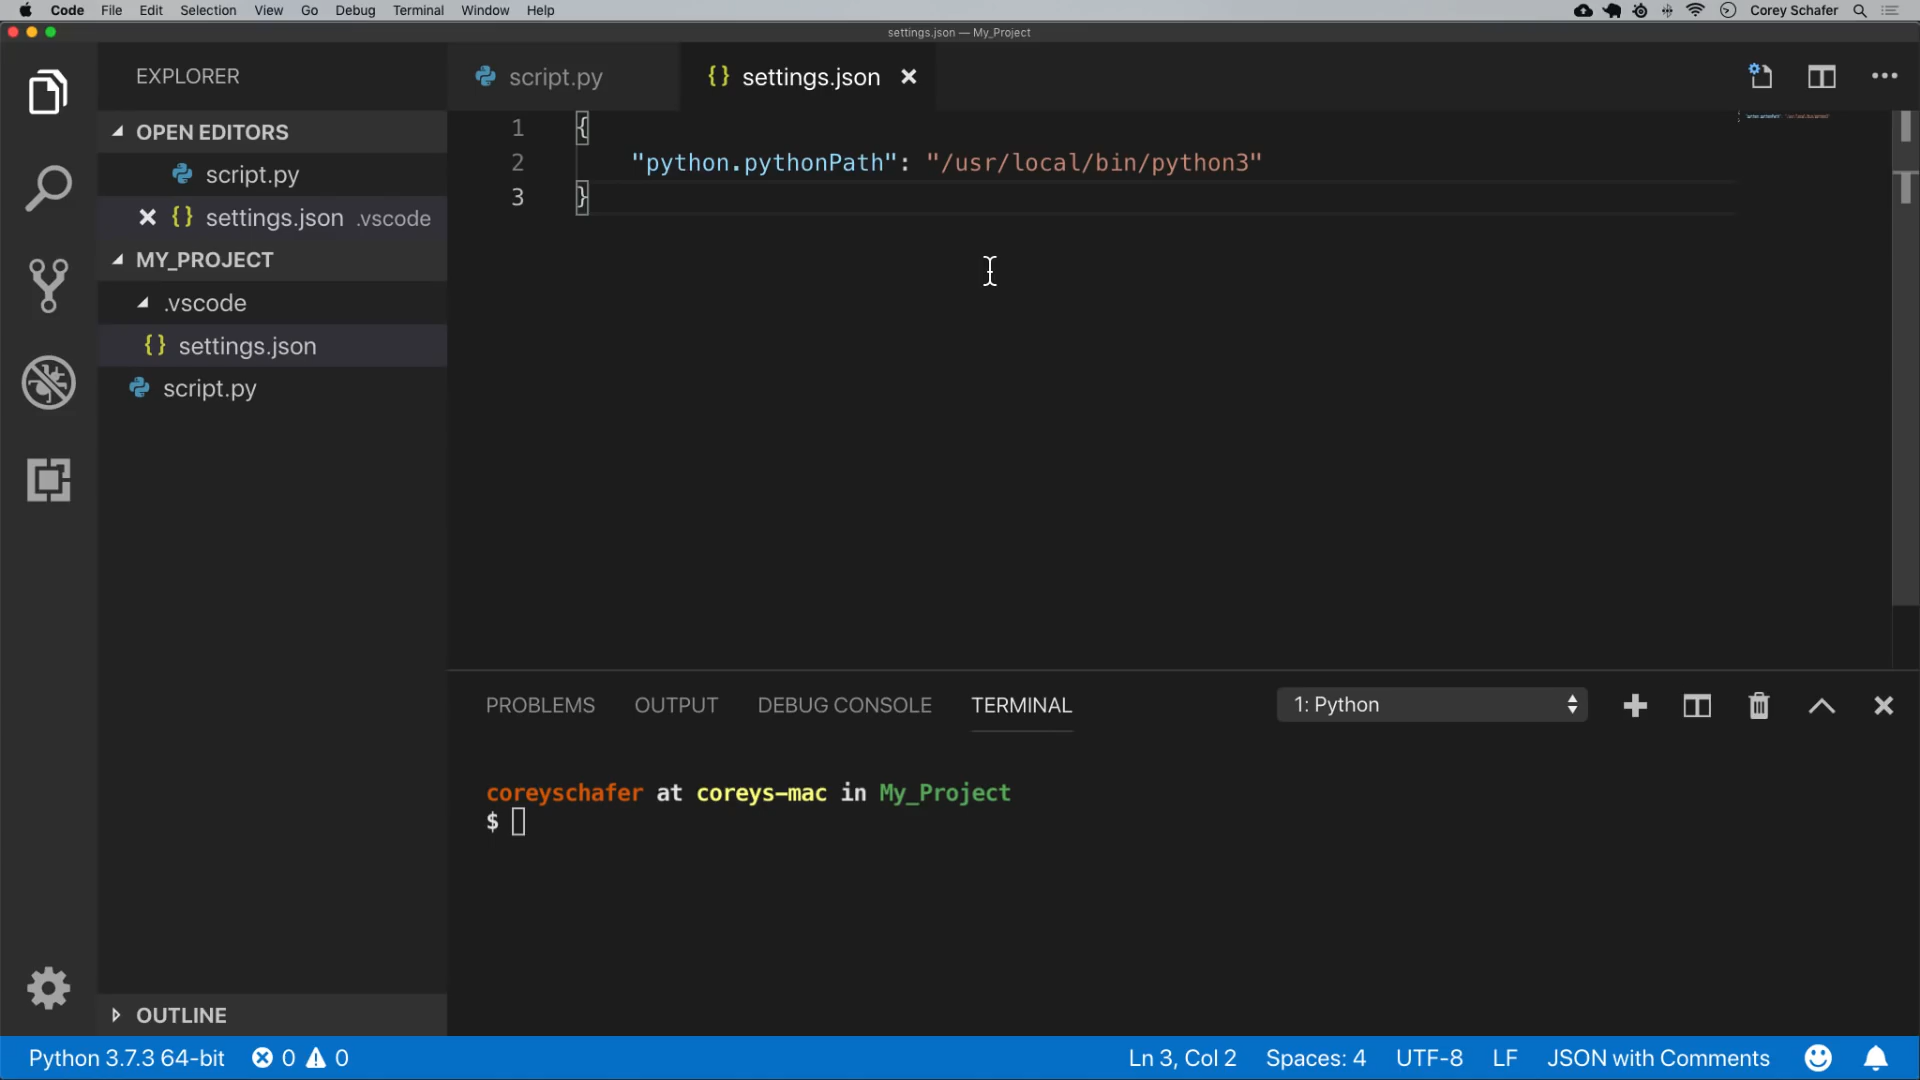 Code File Edit Selection View Go Debug Terminal Window Help Corey Schafer
settings.json — My_Project
EXPLORER
OPEN EDITORS
script.py
settings.json .vscode
MY_PROJECT
.vscode
settings.json
script.py
OUTLINE
script.py settings.json
1 {
2 "python.pythonPath": "/usr/local/bin/python3"
3 }
PROBLEMS OUTPUT DEBUG CONSOLE TERMINAL 1: Python
coreyschafer at coreys-mac in My_Project
$
Python 3.7.3 64-bit 0 0 Ln 3, Col 2 Spaces: 4 UTF-8 LF JSON with Comments